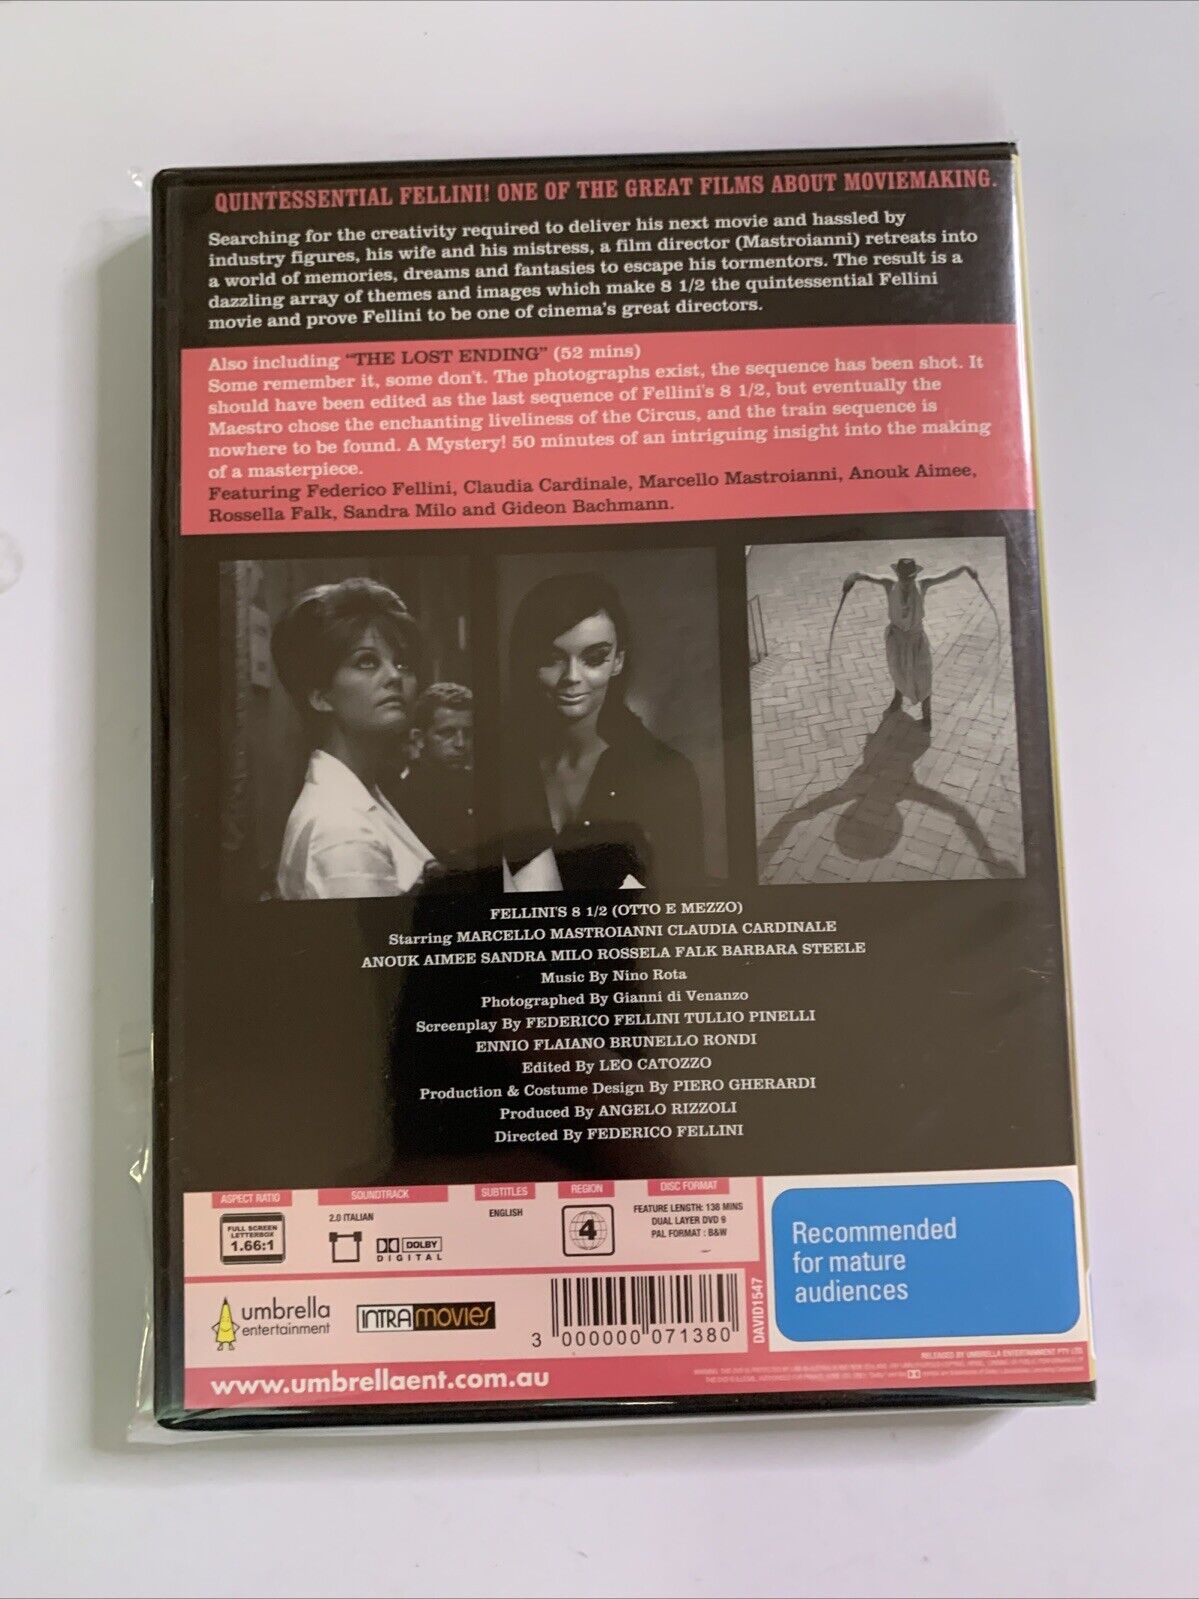 QUINTESSENTIAL FELLINI! ONE OF THE GREAT FILMS ABOUT MOVIEMAKING.
Searching for the creativity required to deliver his next movie and hassled by
industry figures, his wife and his mistress, a film director (Mastroianni) retreats into
a world of memories, dreams and fantasies to escape his tormentors. The result is a
dazzling array of themes and images which make 8 1/2 the quintessential Fellini
movie and prove Fellini to be one of cinema's great directors.
Also including "THE LOST ENDING" (52 mins)
Some remember it, some don't. The photographs exist, the sequence has been shot. It
should have been edited as the last sequence of Fellini's 8 1/2, but eventually the
Maestro chose the enchanting liveliness of the Circus, and the train sequence is
nowhere to be found. A Mystery! 50 minutes of an intriguing insight into the making
of a masterpiece.
Featuring Federico Fellini, Claudia Cardinale, Marcello Mastroianni, Anouk Aimee,
Rossella Falk, Sandra Milo and Gideon Bachmann.
FELLINI'S 8 1/2 (OTTO E MEZZO)
Starring MARCELLO MASTROIANNI CLAUDIA CARDINALE
ANOUK AIMEE SANDRA MILO ROSSELA FALK BARBARA STEELE
Music By Nino Rota
Photographed By Gianni di Venanzo
Screenplay By FEDERICO FELLINI TULLIO PINELLI
ENNIO FLAIANO BRUNELLO RONDI
Edited By LEO CATOZZO
Production & Costume Design By PIERO GHERARDI
Produced By ANGELO RIZZOLI
Directed By FEDERICO FELLINI
ASPECT RATIO
FULL SCREEN
LETTERBOX
1.66:1
SOUNDTRACK
2.0 ITALIAN
DOLBY
DIGITAL
SUBTITLES
ENGLISH
REGION
4
DISC FORMAT
FEATURE LENGTH: 138 MINS
DUAL LAYER DVD 9
PAL FORMAT : B&W
Recommended
for mature
audiences
umbrella
entertainment
INTRAMOVIES
3 000000 071380
DAVID1547
www.umbrellaent.com.au
RELEASED BY UMBRELLA ENTERTAINMENT PTY LTD